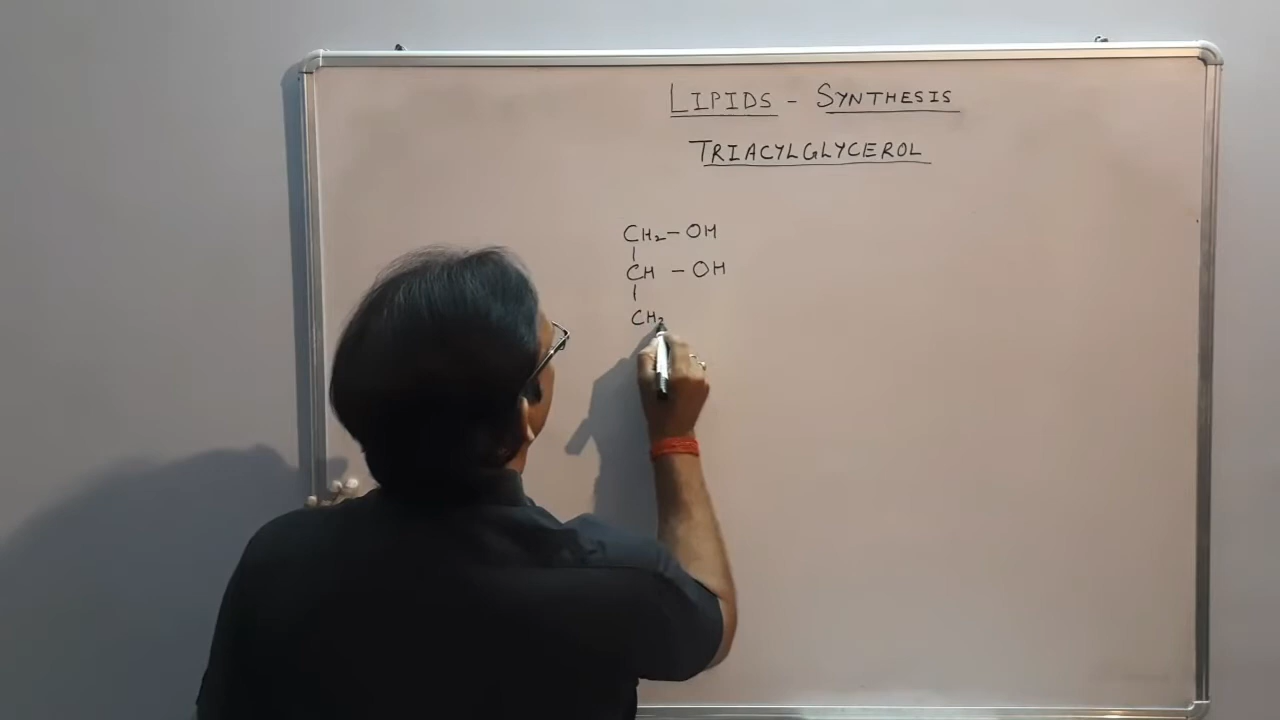 LIPIDS - SYNTHESIS
TRIACYLGLYCEROL
CH₂-OH
CH - OH
CH₂